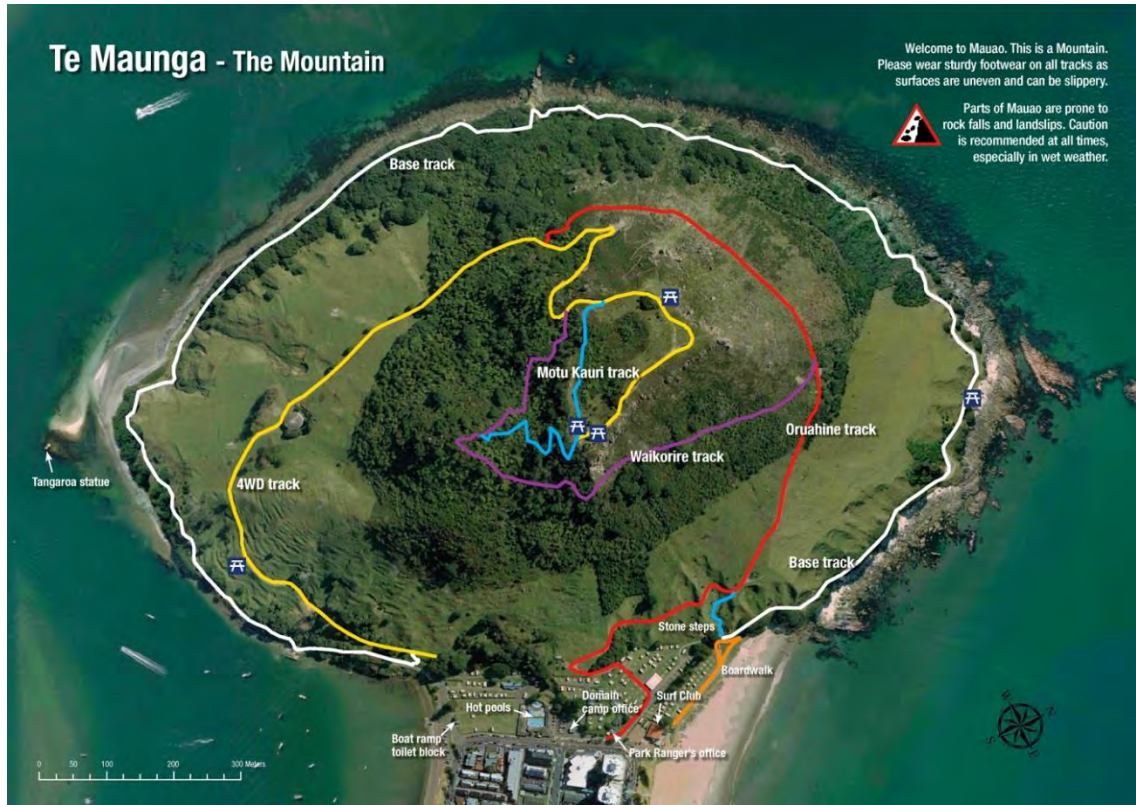 Te Maunga - The Mountain
Welcome to Mauao. This is a Mountain.
Please wear sturdy footwear on all tracks as
surfaces are uneven and can be slippery.
Parts of Mauao are prone to
rock falls and landslips. Caution
is recommended at all times,
especially in wet weather.
Base track
Motu Kauri track
Oruahine track
Waikorire track
Tangaroa statue
4WD track
Base track
Stone steps
Boardwalk
Hot pools
Domain
camp office
Surf Club
Boat ramp
toilet block
Park Ranger's office
0 50 100 200 300 Meters
N
E
S
W